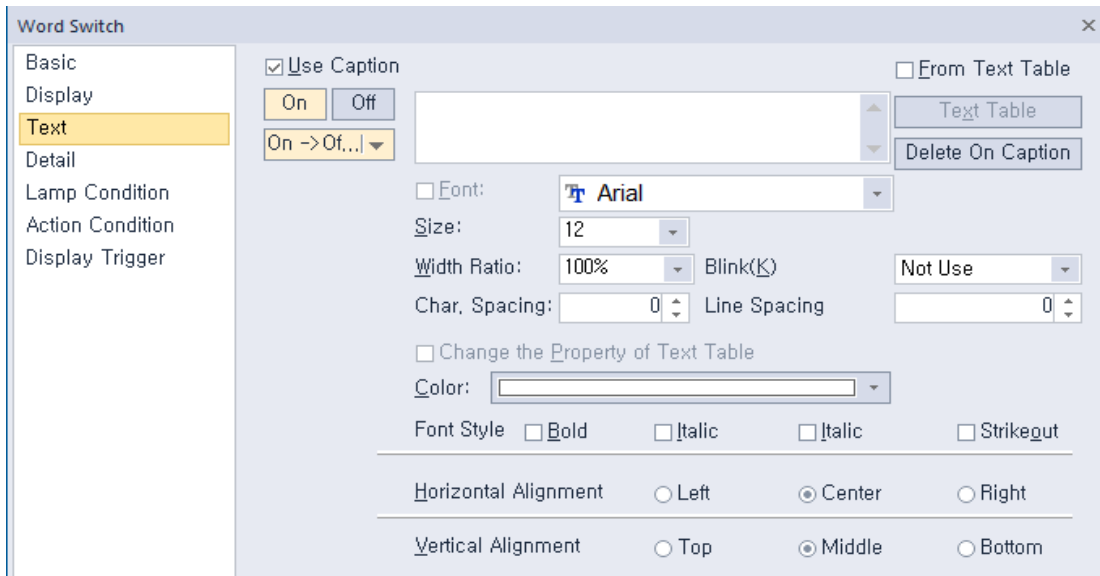 Word Switch
Basic
Display
Text
Detail
Lamp Condition
Action Condition
Display Trigger
Use Caption
From Text Table
On Off
Text Table
On ->Of...
Delete On Caption
Font: Arial
Size: 12
Width Ratio: 100% Blink(K) Not Use
Char. Spacing: 0 Line Spacing 0
Change the Property of Text Table
Color:
Font Style Bold Italic Italic Strikeout
Horizontal Alignment Left Center Right
Vertical Alignment Top Middle Bottom